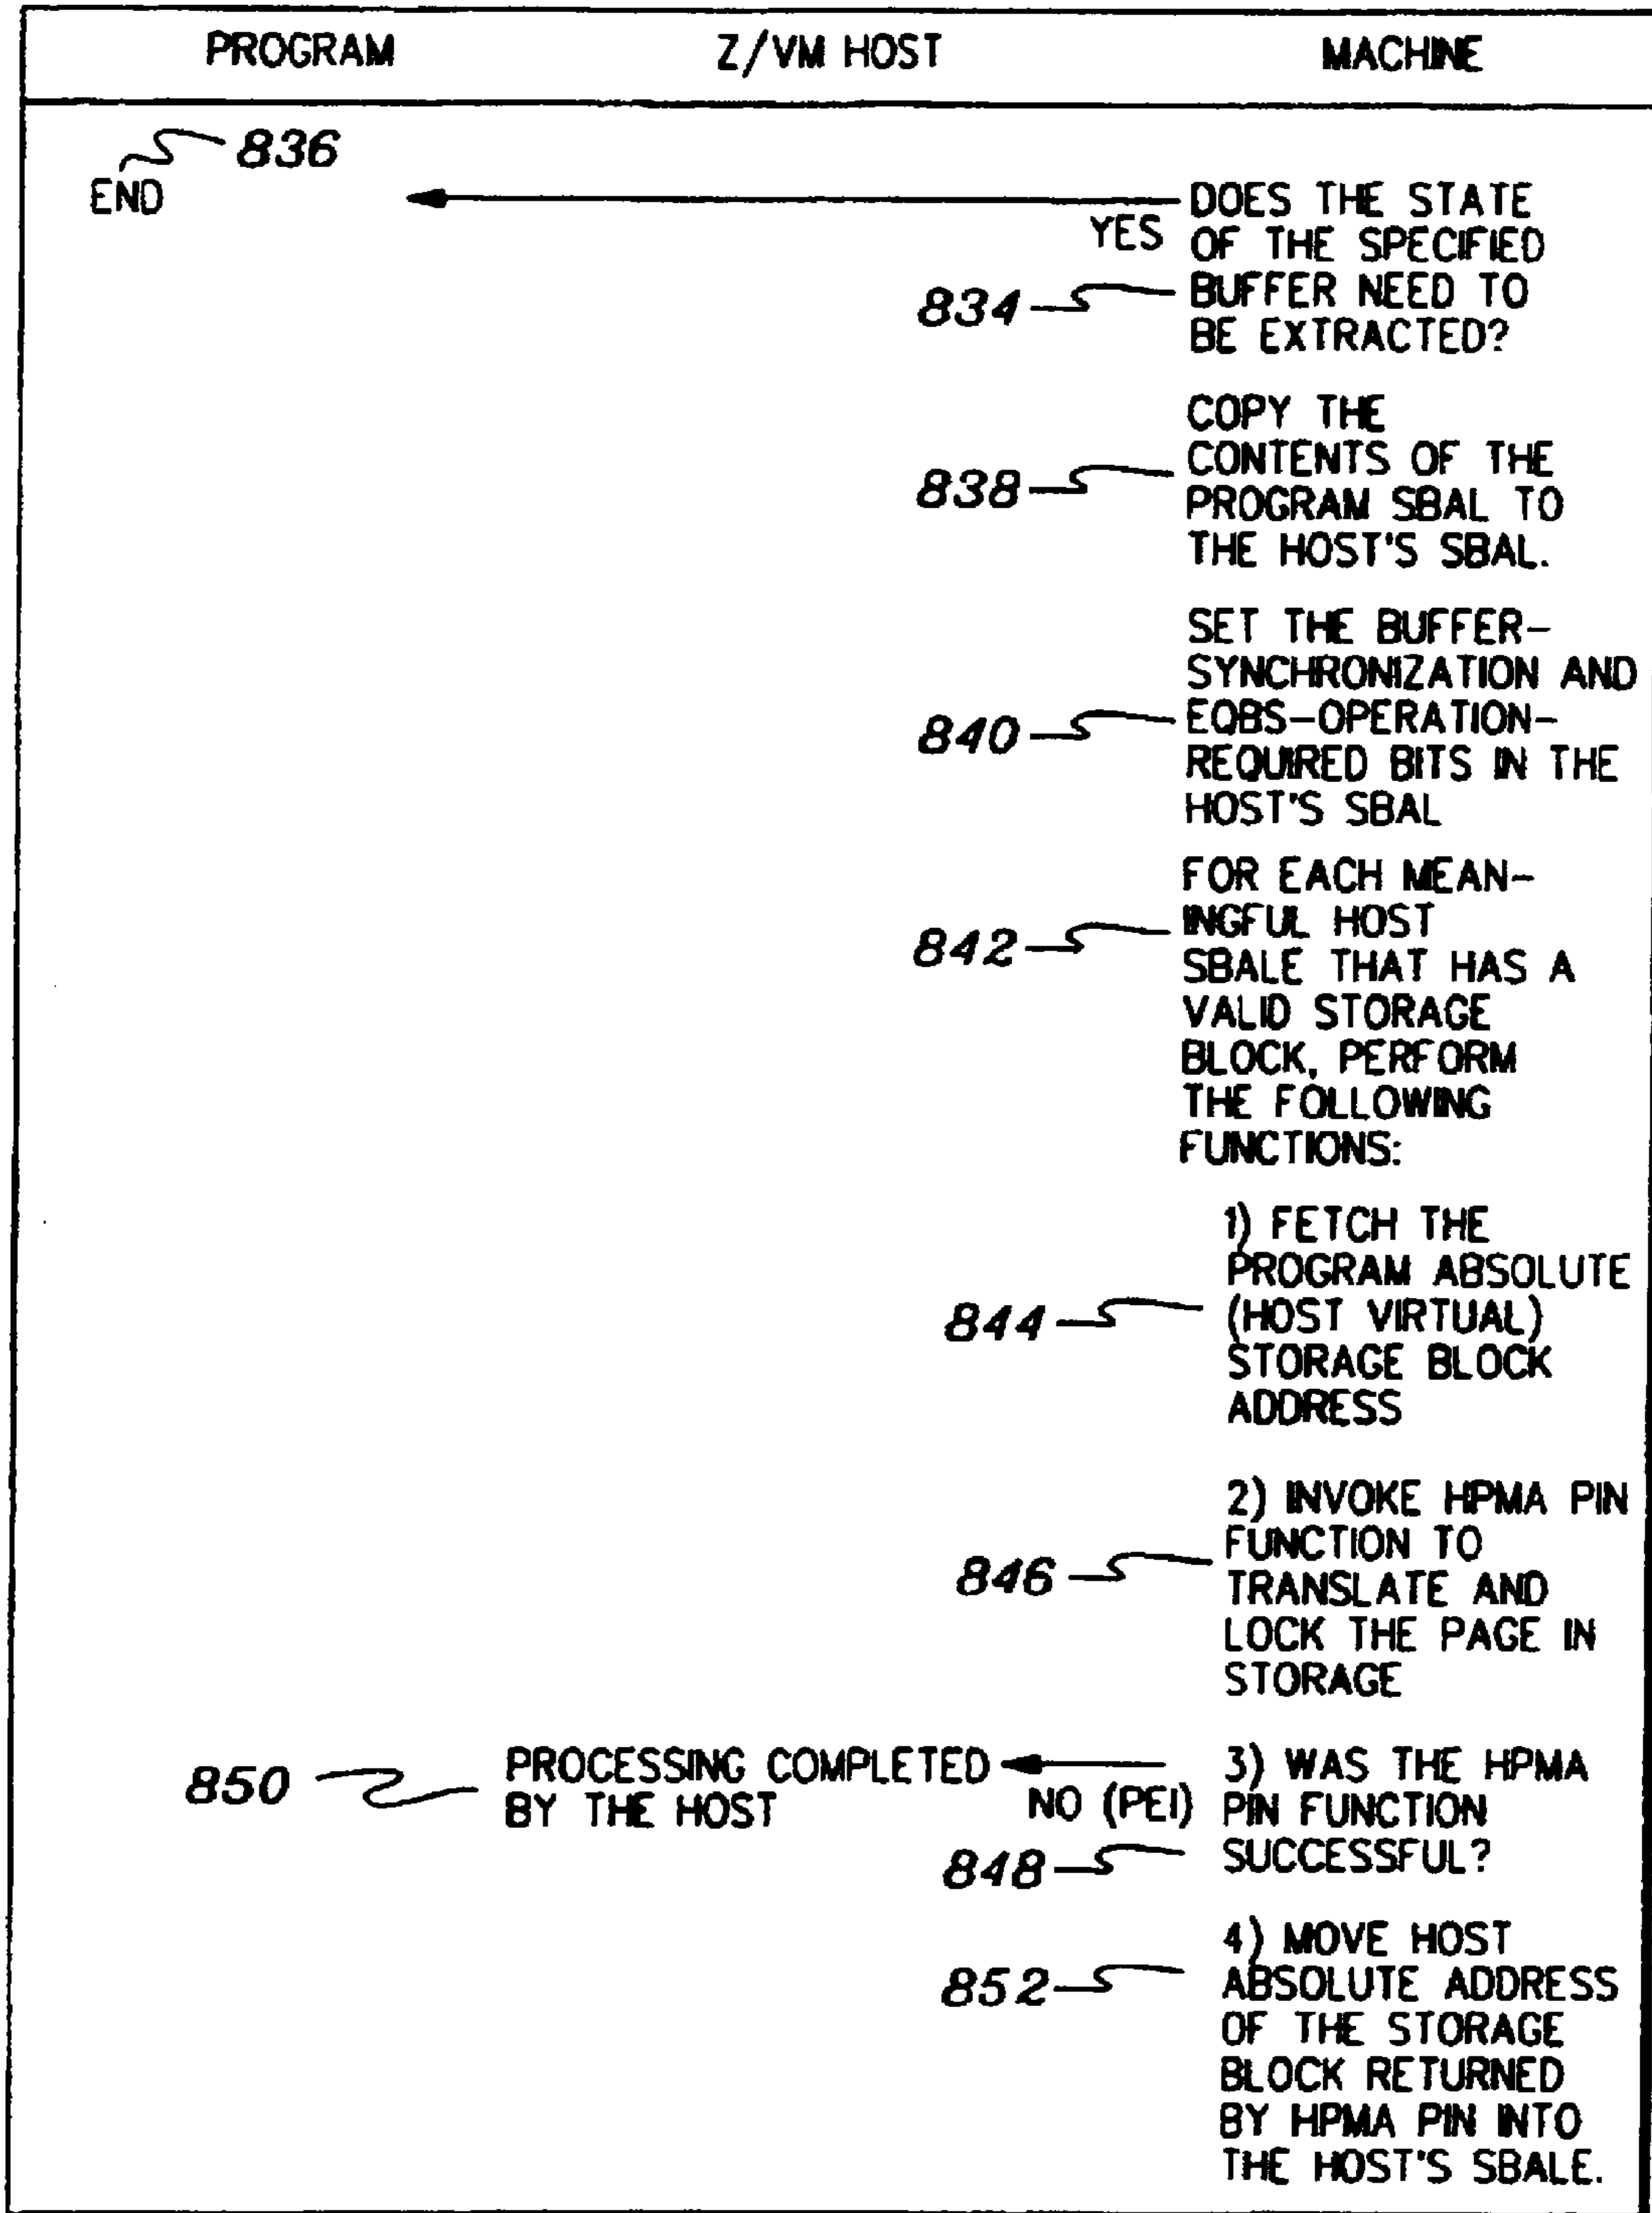 PROGRAM Z/VM HOST MACHINE
836
END
DOES THE STATE
YES OF THE SPECIFIED
834 BUFFER NEED TO
BE EXTRACTED?
COPY THE
838 CONTENTS OF THE
PROGRAM SBAL TO
THE HOST'S SBAL.
SET THE BUFFER-
SYNCHRONIZATION AND
840 EQBS-OPERATION-
REQUIRED BITS IN THE
HOST'S SBAL
FOR EACH MEAN-
842 INGFUL HOST
SBALE THAT HAS A
VALID STORAGE
BLOCK, PERFORM
THE FOLLOWING
FUNCTIONS:
1) FETCH THE
PROGRAM ABSOLUTE
844 (HOST VIRTUAL)
STORAGE BLOCK
ADDRESS
2) INVOKE HPMA PIN
FUNCTION TO
846 TRANSLATE AND
LOCK THE PAGE IN
STORAGE
850 PROCESSING COMPLETED 3) WAS THE HPMA
BY THE HOST NO (PEI) PIN FUNCTION
848 SUCCESSFUL?
4) MOVE HOST
852 ABSOLUTE ADDRESS
OF THE STORAGE
BLOCK RETURNED
BY HPMA PIN INTO
THE HOST'S SBALE.